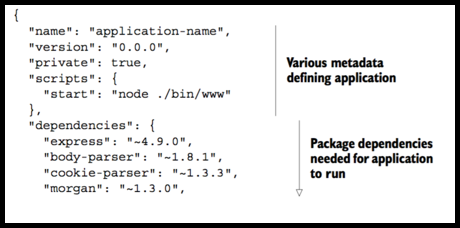 {
"name": "application-name",
"version": "0.0.0",
"private": true,
"scripts": {
"start": "node ./bin/www"
},
"dependencies": {
"express": "~4.9.0",
"body-parser": "~1.8.1",
"cookie-parser": "~1.3.3",
"morgan": "~1.3.0",
Various metadata
defining application
Package dependencies
needed for application
to run